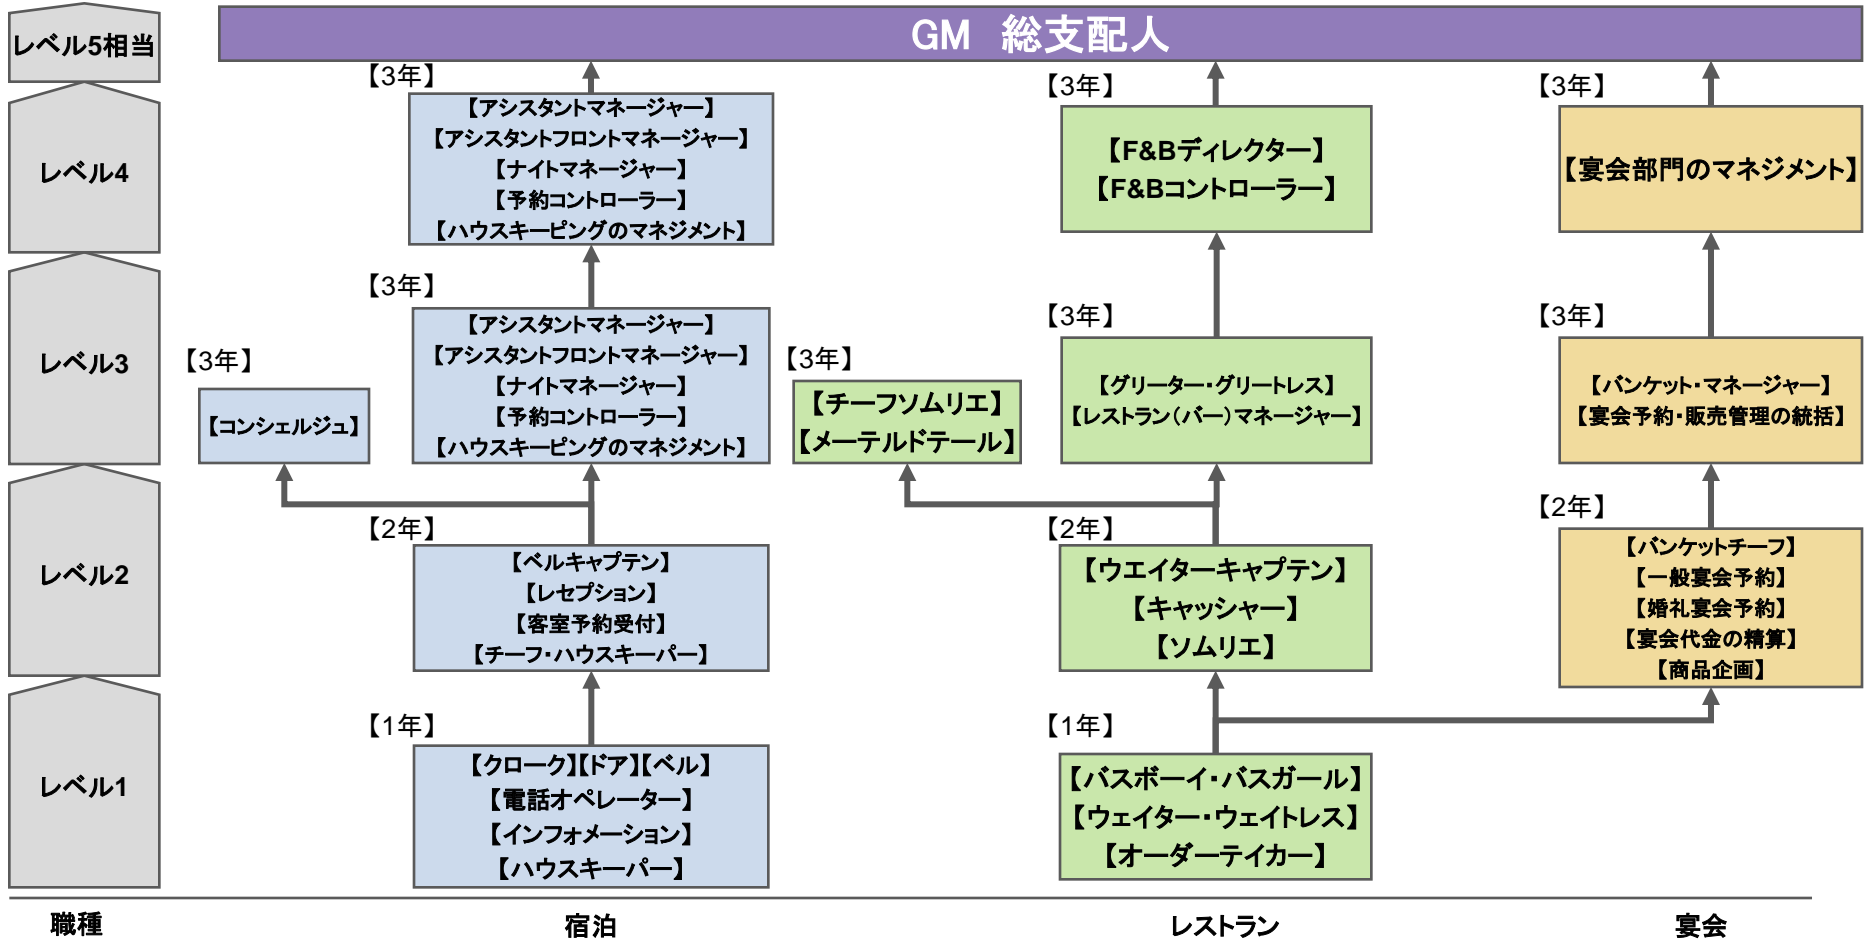 レベル5相当
GM 総支配人
【3年】
【3年】
【3年】
レベル4
【アシスタントマネージャー】
【アシスタントフロントマネージャー】
【ナイトマネージャー】
【予約コントローラー】
【ハウスキーピングのマネジメント】
【F&Bディレクター】
【F&Bコントローラー】
【宴会部門のマネジメント】
レベル3
【3年】
【コンシェルジュ】
【3年】
【アシスタントマネージャー】
【アシスタントフロントマネージャー】
【ナイトマネージャー】
【予約コントローラー】
【ハウスキーピングのマネジメント】
【3年】
【チーフソムリエ】
【メーテルドテール】
【3年】
【グリーター・グリートレス】
【レストラン（バー）マネージャー】
【3年】
【バンケット・マネージャー】
【宴会予約・販売管理の統括】
レベル2
【2年】
【ベルキャプテン】
【レセプション】
【客室予約受付】
【チーフ・ハウスキーパー】
【2年】
【ウエイターキャプテン】
【キャッシャー】
【ソムリエ】
【2年】
【バンケットチーフ】
【一般宴会予約】
【婚礼宴会予約】
【宴会代金の精算】
【商品企画】
レベル1
【1年】
【クローク】【ドア】【ベル】
【電話オペレーター】
【インフォメーション】
【ハウスキーパー】
【1年】
【バスボーイ・バスガール】
【ウェイター・ウェイトレス】
【オーダーテイカー】
職種
宿泊
レストラン
宴会